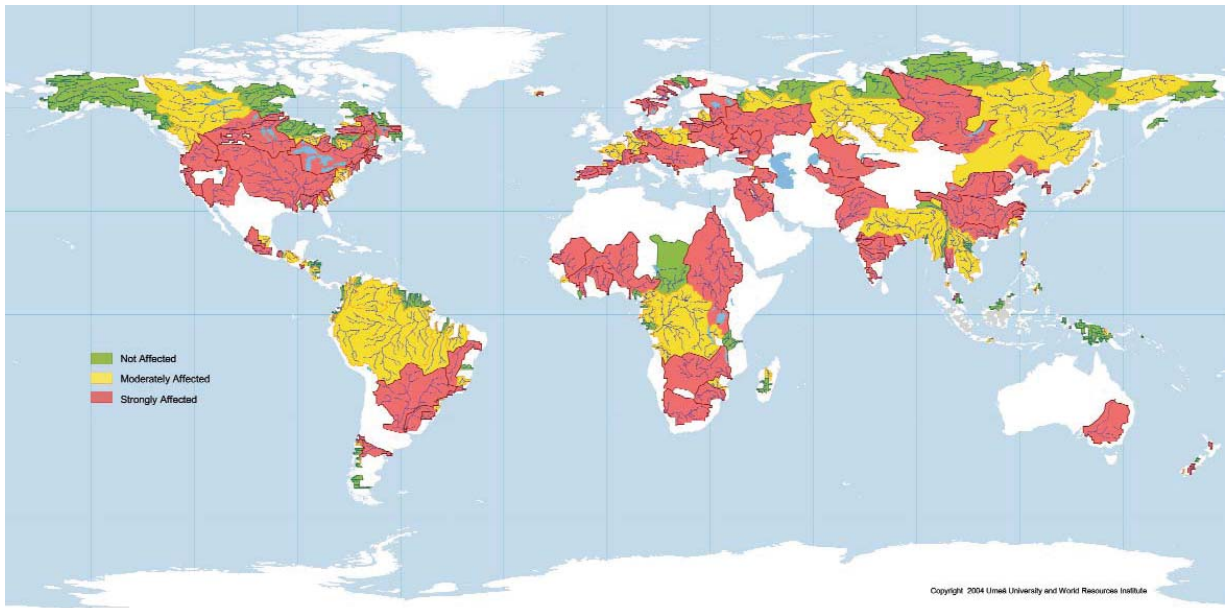 Not Affected
Moderately Affected
Strongly Affected
Copyright 2004 Umeå University and World Resources Institute